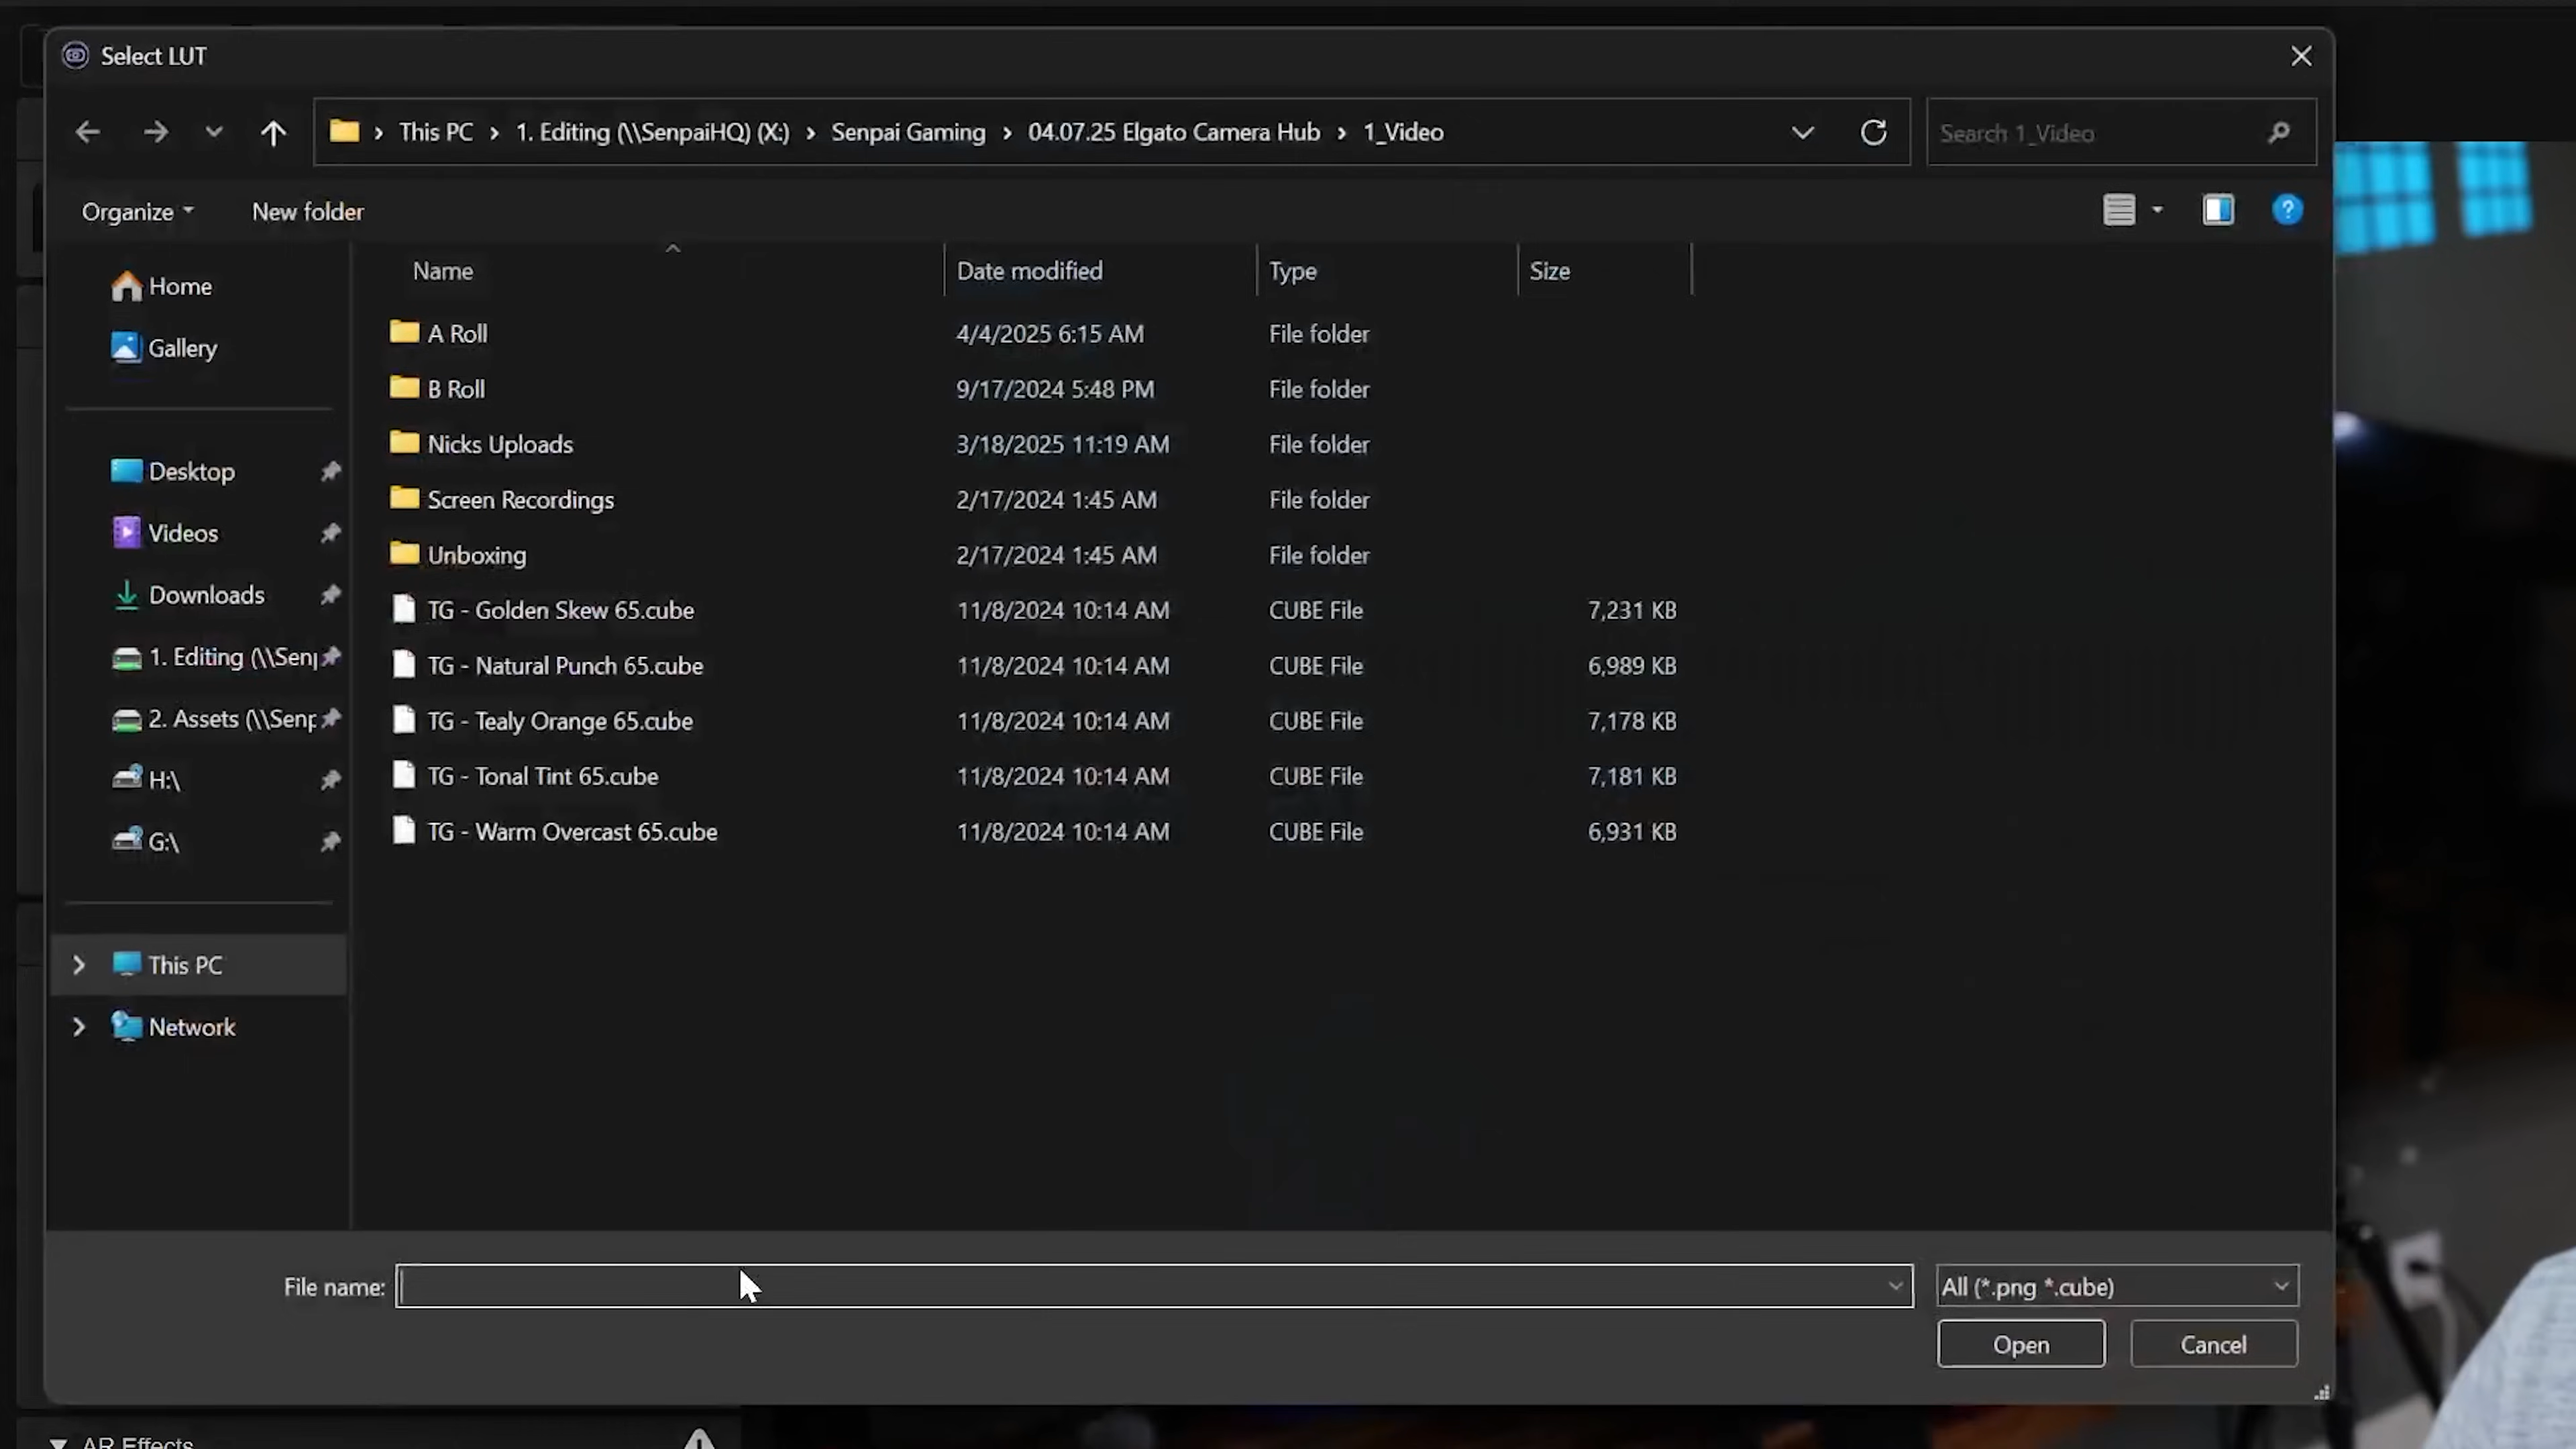 Select LUT
This PC > 1. Editing (\\SenpaiHQ) (X:) > Senpai Gaming > 04.07.25 Elgato Camera Hub > 1_Video
Search 1_Video
Organize
New folder
Name
Date modified
Type
Size
Home
Gallery
Desktop
Videos
Downloads
1. Editing (\\Senp
2. Assets (\\Senp
H:\
G:\
This PC
Network
A Roll 4/4/2025 6:15 AM File folder
B Roll 9/17/2024 5:48 PM File folder
Nicks Uploads 3/18/2025 11:19 AM File folder
Screen Recordings 2/17/2024 1:45 AM File folder
Unboxing 2/17/2024 1:45 AM File folder
TG - Golden Skew 65.cube 11/8/2024 10:14 AM CUBE File 7,231 KB
TG - Natural Punch 65.cube 11/8/2024 10:14 AM CUBE File 6,989 KB
TG - Tealy Orange 65.cube 11/8/2024 10:14 AM CUBE File 7,178 KB
TG - Tonal Tint 65.cube 11/8/2024 10:14 AM CUBE File 7,181 KB
TG - Warm Overcast 65.cube 11/8/2024 10:14 AM CUBE File 6,931 KB
File name:
All (*.png *.cube)
Open
Cancel
AR Effects